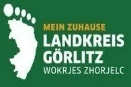 MEIN ZUHAUSE
LANDKREIS
GÖRLITZ
WOKRJES ZHORJELC